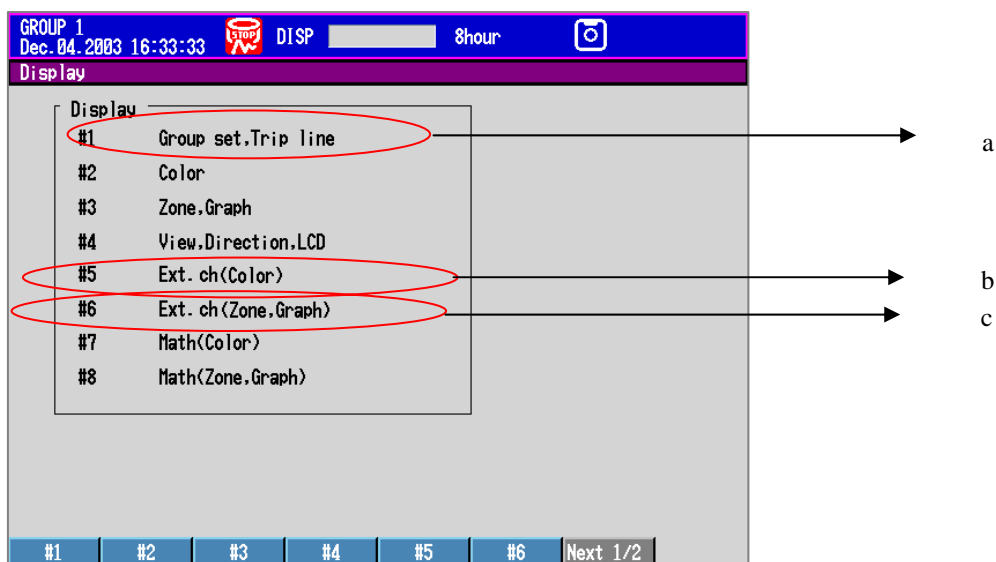 GROUP 1
Dec.04.2003 16:33:33 STOP DISP 8hour
Display
Display
#1 Group set,Trip line
a
#2 Color
#3 Zone,Graph
#4 View,Direction,LCD
#5 Ext.ch(Color)
b
#6 Ext.ch(Zone,Graph)
c
#7 Math(Color)
#8 Math(Zone,Graph)
#1 #2 #3 #4 #5 #6 Next 1/2